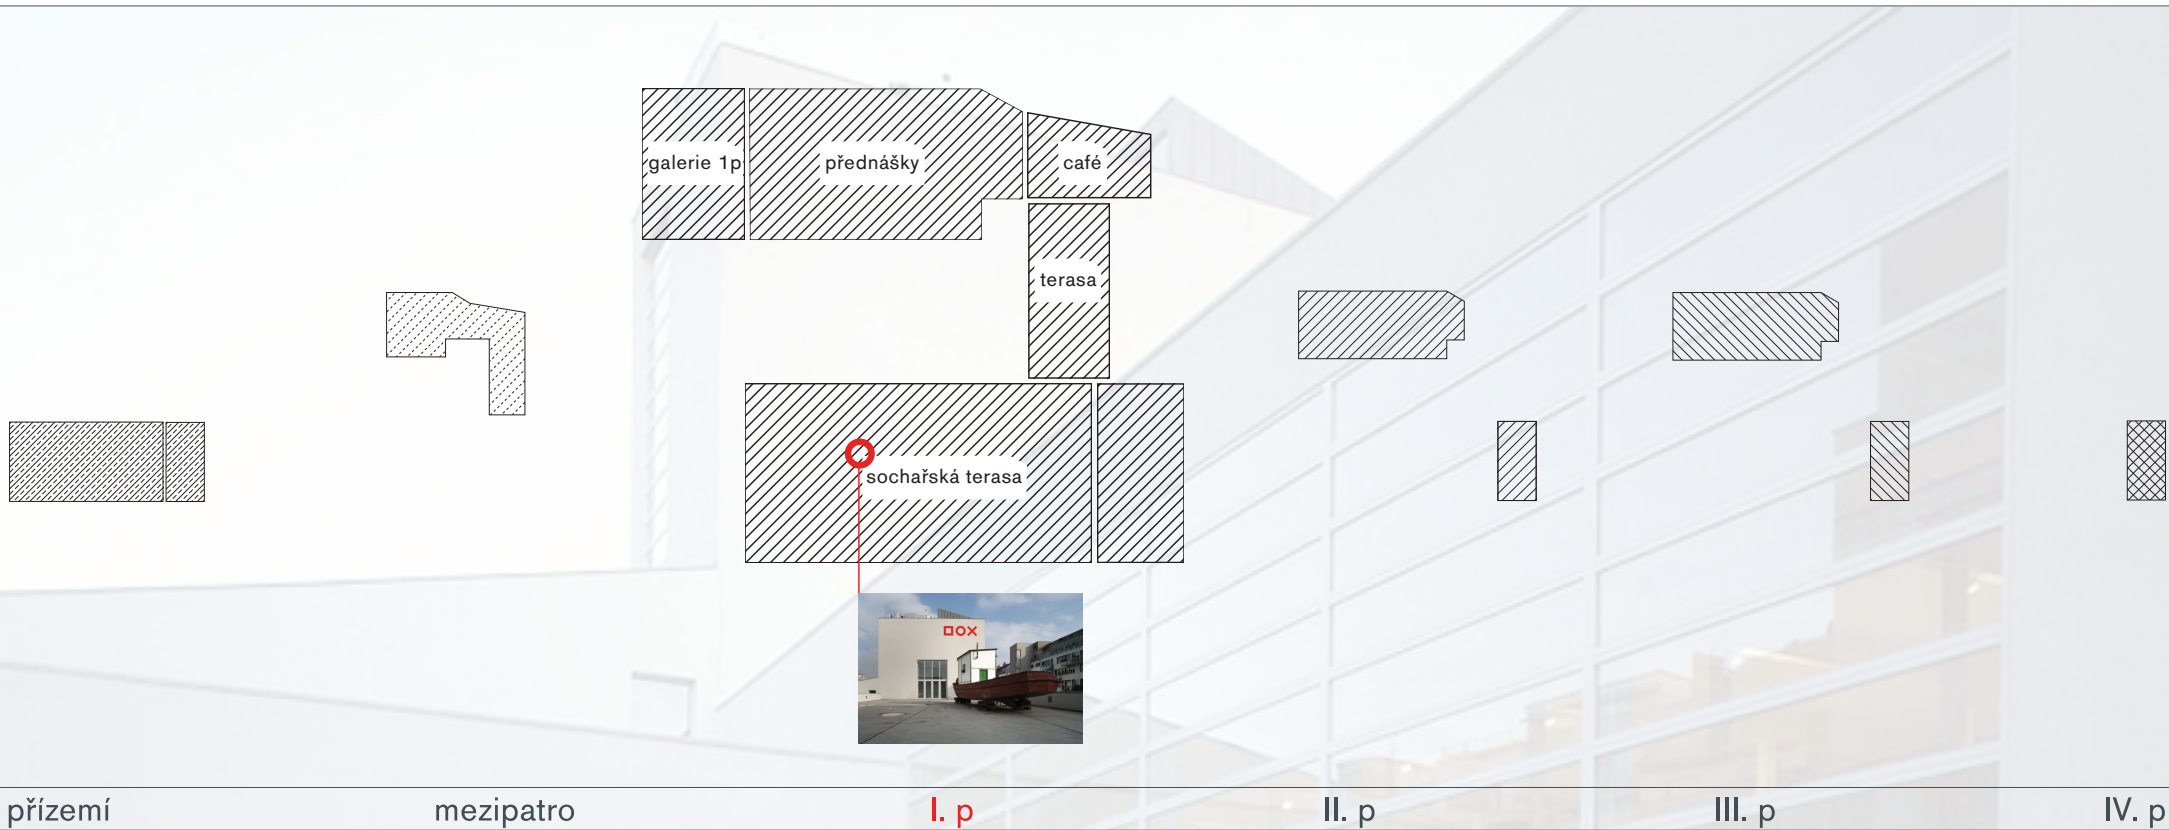 galerie 1p
přednášky
café
terasa
sochařská terasa
DOX
přízemí
mezipatro
I. p
II. p
III. p
IV. p